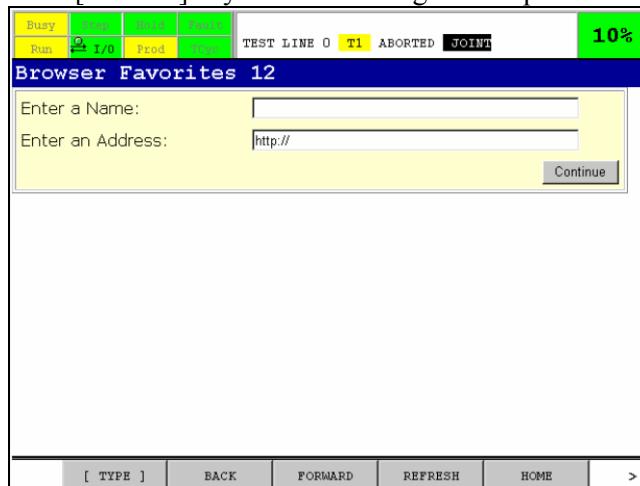 Busy Step Hold Fault
Run I/O Prod TCyc
TEST LINE 0 T1 ABORTED JOINT
10%
Browser Favorites 12
Enter a Name:
Enter an Address: http://
Continue
[ TYPE ] BACK FORWARD REFRESH HOME >